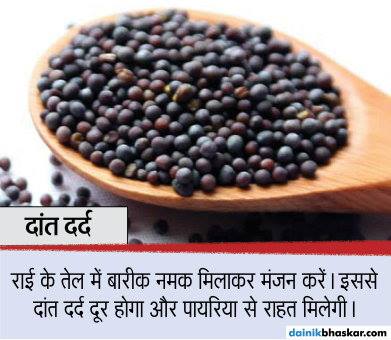 दांत दर्द
राई के तेल में बारीक नमक मिलाकर मंजन करें। इससे
दांत दर्द दूर होगा और पायरिया से राहत मिलेगी।
dainikbhaskar.com